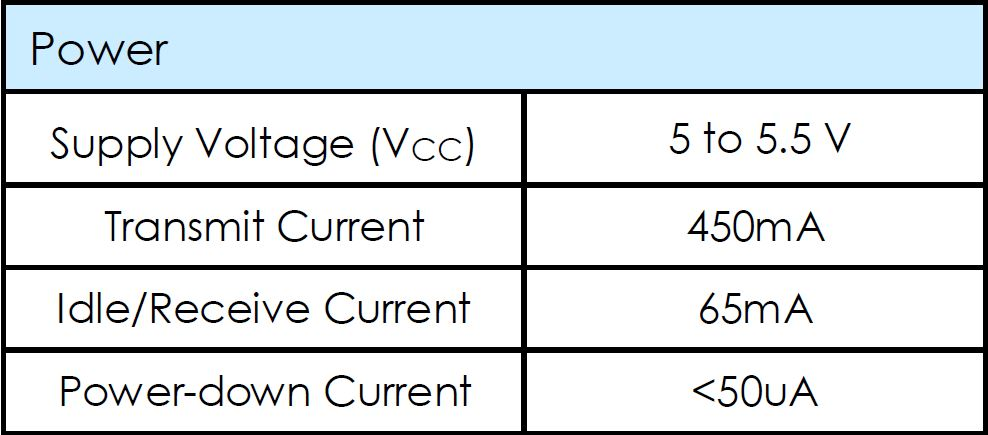 Power
Supply Voltage (VCC) 5 to 5.5 V
Transmit Current 450mA
Idle/Receive Current 65mA
Power-down Current <50uA